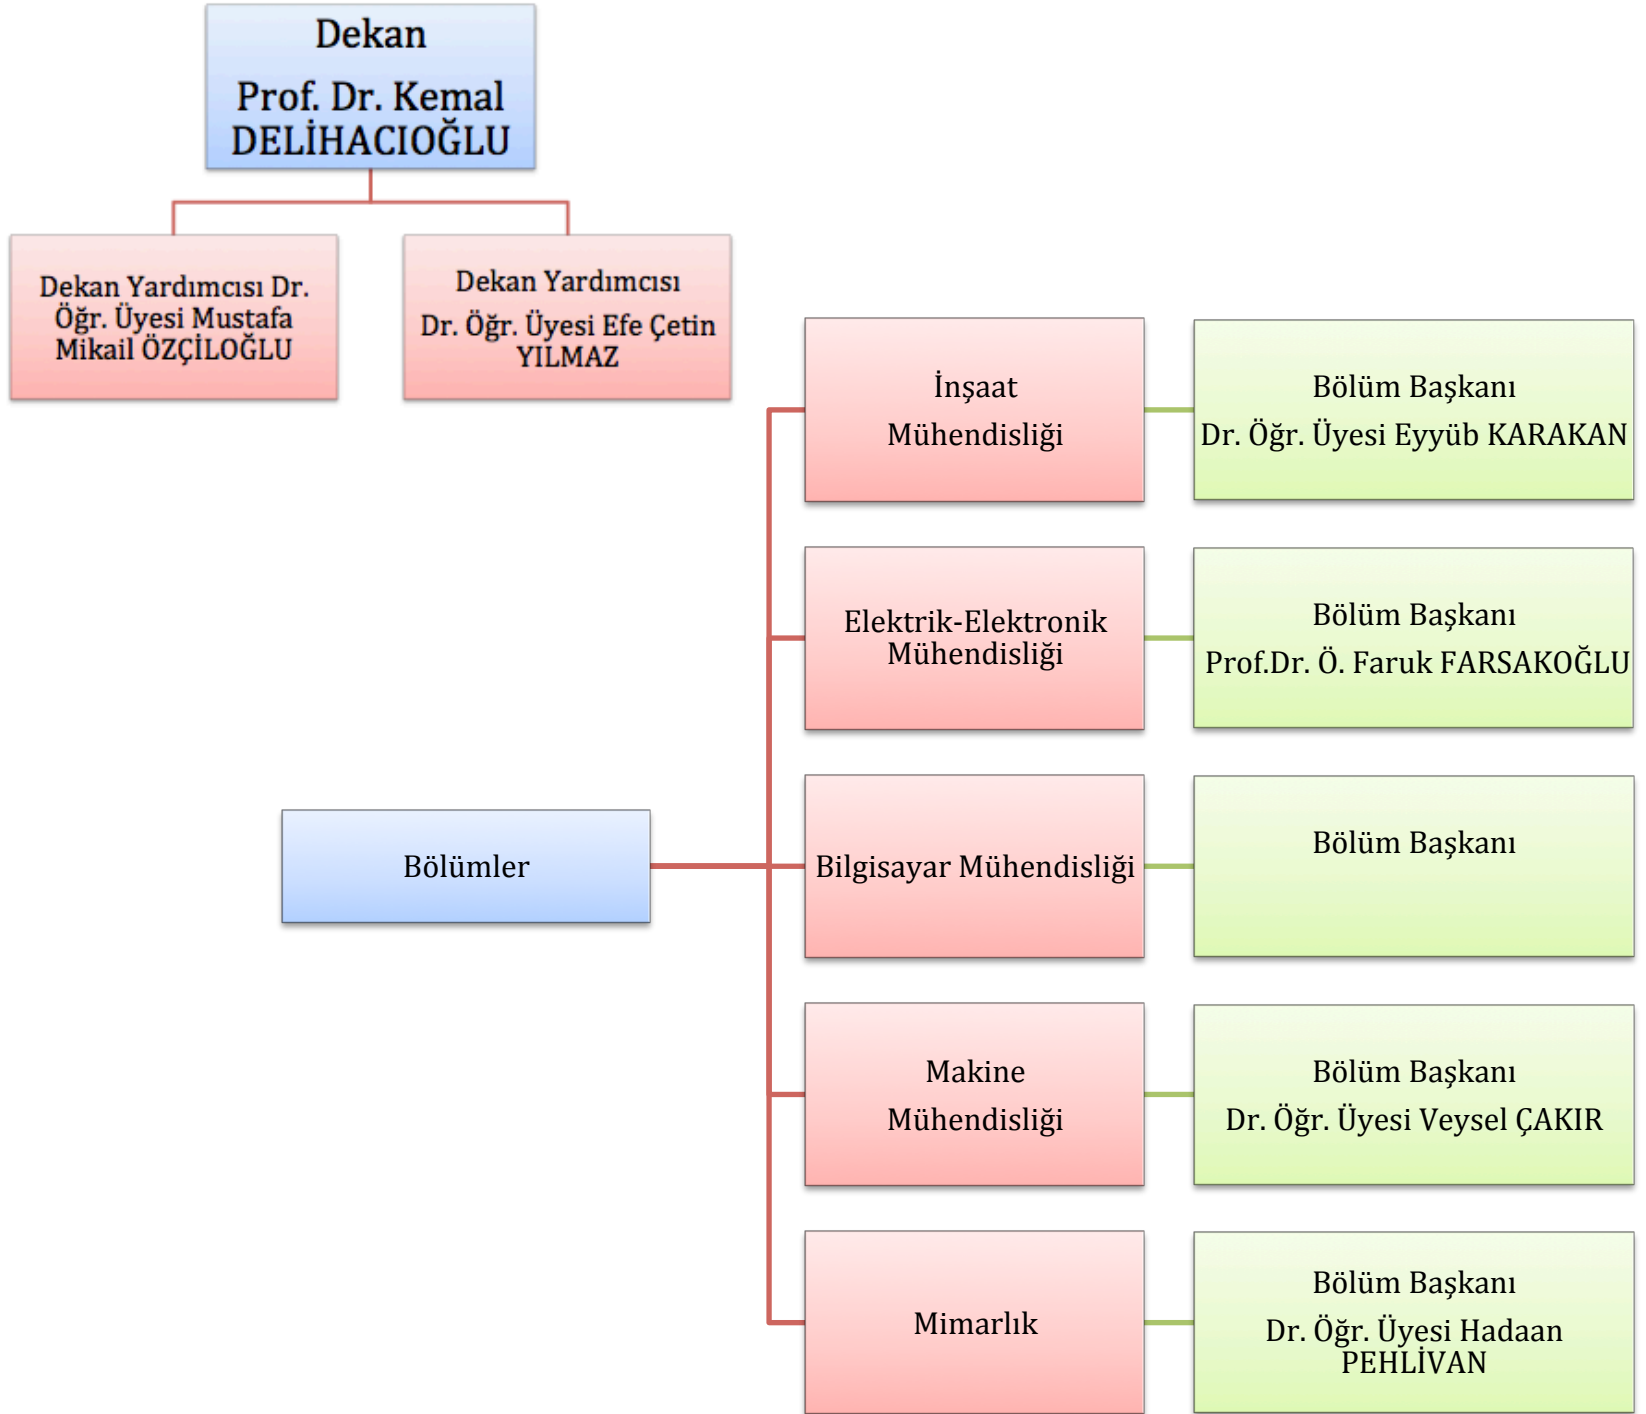 Dekan
Prof. Dr. Kemal
DELİHACIOĞLU
Dekan Yardımcısı Dr.
Öğr. Üyesi Mustafa
Mikail ÖZÇİLOĞLU
Dekan Yardımcısı
Dr. Öğr. Üyesi Efe Çetin
YILMAZ
Bölümler
İnşaat
Mühendisliği
Bölüm Başkanı
Dr. Öğr. Üyesi Eyyüb KARAKAN
Elektrik-Elektronik
Mühendisliği
Bölüm Başkanı
Prof.Dr. Ö. Faruk FARSAKOĞLU
Bilgisayar Mühendisliği
Bölüm Başkanı
Makine
Mühendisliği
Bölüm Başkanı
Dr. Öğr. Üyesi Veysel ÇAKIR
Mimarlık
Bölüm Başkanı
Dr. Öğr. Üyesi Hadaan
PEHLİVAN